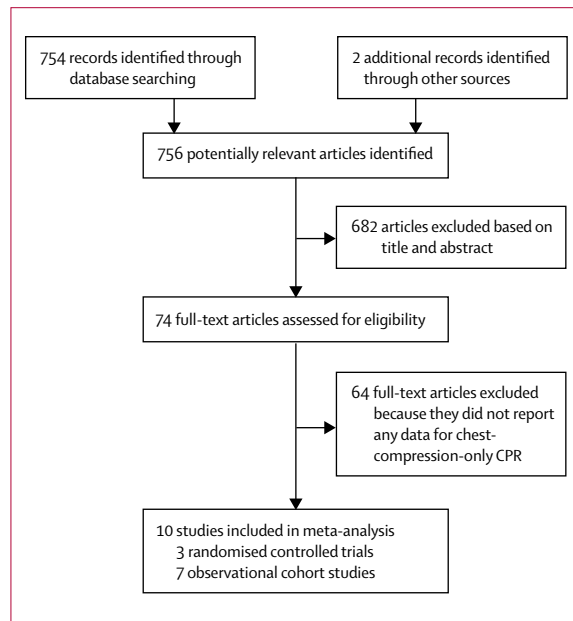 754 records identified through
database searching
2 additional records identified
through other sources
756 potentially relevant articles identified
682 articles excluded based on
title and abstract
74 full-text articles assessed for eligibility
64 full-text articles excluded
because they did not report
any data for chest-
compression-only CPR
10 studies included in meta-analysis
3 randomised controlled trials
7 observational cohort studies